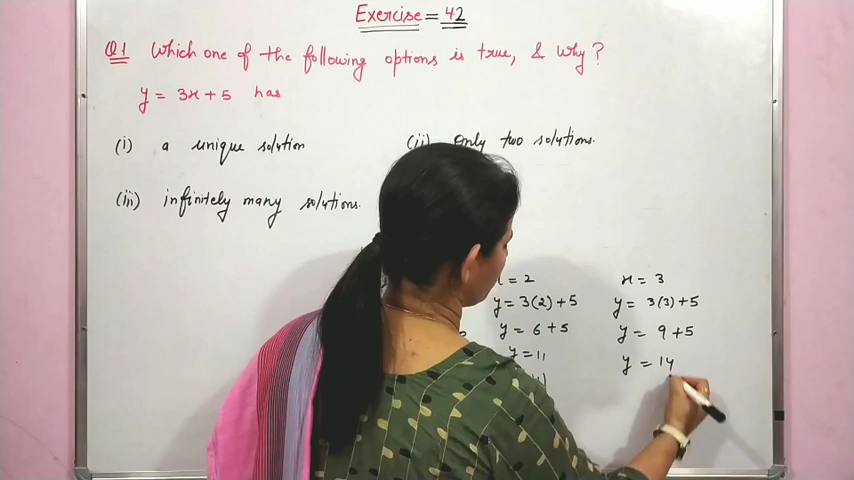 Exercise = 42
Q1 Which one of the following options is true, & Why?
y = 3x + 5 has
(i) a unique solution
(ii) Only two solutions.
(iii) infinitely many solutions.
= 2
y = 3(2) + 5
y = 6 + 5
y = 11
x = 3
y = 3(3) + 5
y = 9 + 5
y = 14